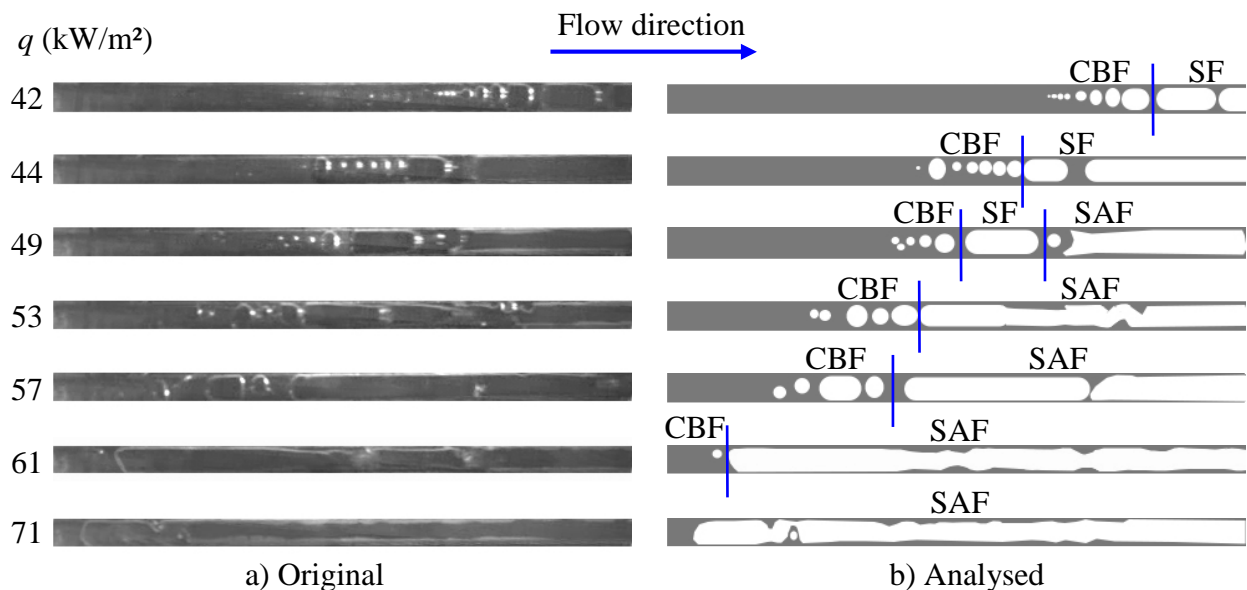 Flow direction
q (kW/m²)
42
CBF SF
44
CBF SF
49
CBF SF SAF
53
CBF SAF
57
CBF SAF
61
CBF SAF
71
SAF
a) Original
b) Analysed